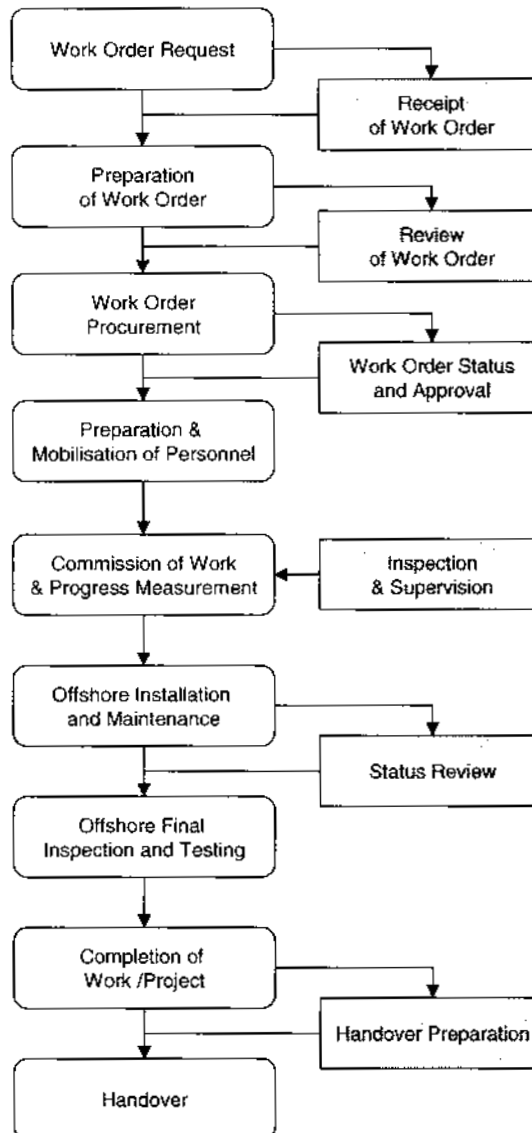 Work Order Request
Receipt
of Work Order
Preparation
of Work Order
Review
of Work Order
Work Order
Procurement
Work Order Status
and Approval
Preparation &
Mobilisation of Personnel
Commission of Work
& Progress Measurement
Inspection
& Supervision
Offshore Installation
and Maintenance
Status Review
Offshore Final
Inspection and Testing
Completion of
Work /Project
Handover Preparation
Handover